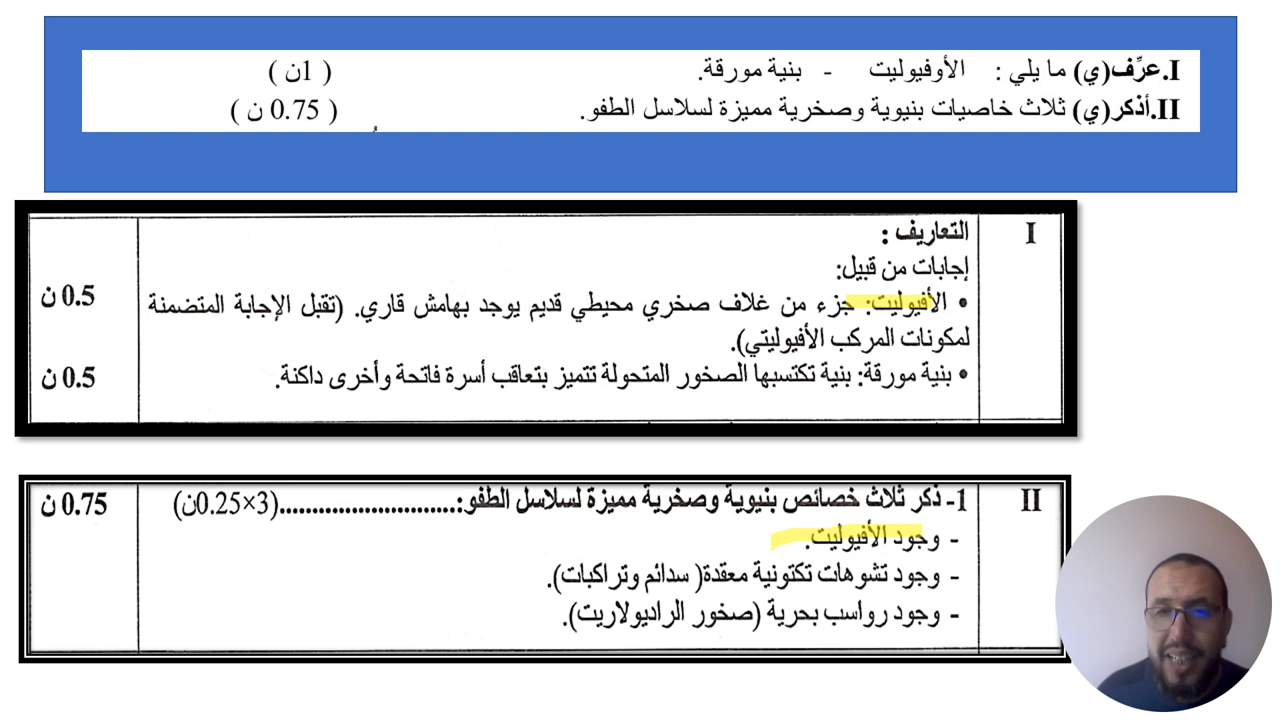 I.عرِّف(ي) ما يلي : الأوفيوليت - بنية مورقة. ( 1ن )
II.أذكر(ي) ثلاث خاصيات بنيوية وصخرية مميزة لسلاسل الطفو. ( 0.75 ن )
I التعاريف :
إجابات من قبيل:
• الأفيوليت: جزء من غلاف صخري محيطي قديم يوجد بهامش قاري. (تقبل الإجابة المتضمنة 0.5 ن
لمكونات المركب الأفيوليتي).
• بنية مورقة: بنية تكتسبها الصخور المتحولة تتميز بتعاقب أسرة فاتحة وأخرى داكنة. 0.5 ن
II 1- ذكر ثلاث خصائص بنيوية وصخرية مميزة لسلاسل الطفو:...........................(3×0.25ن) 0.75 ن
- وجود الأفيوليت.
- وجود تشوهات تكتونية معقدة( سدائم وتراكبات).
- وجود رواسب بحرية (صخور الراديولاريت).